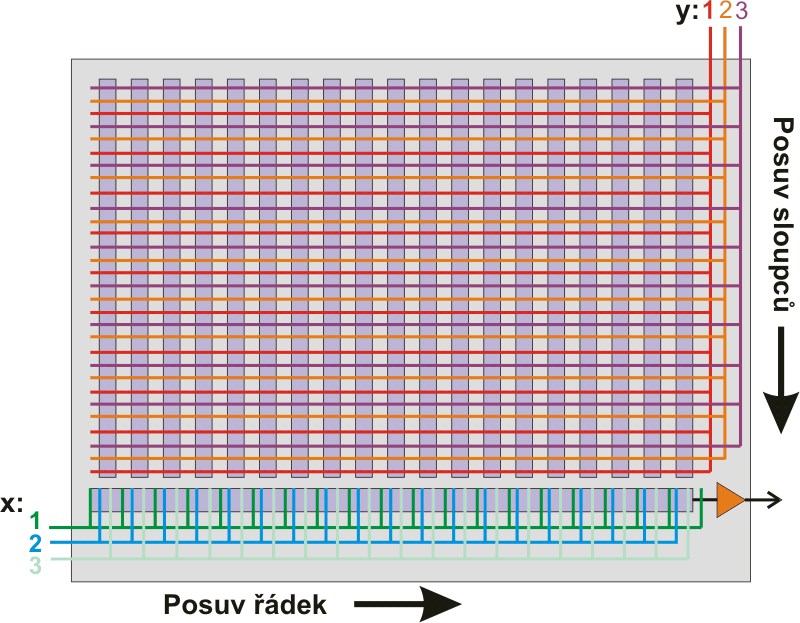 y: 1 2 3
Posuv sloupců
x:
1
2
3
Posuv řádek